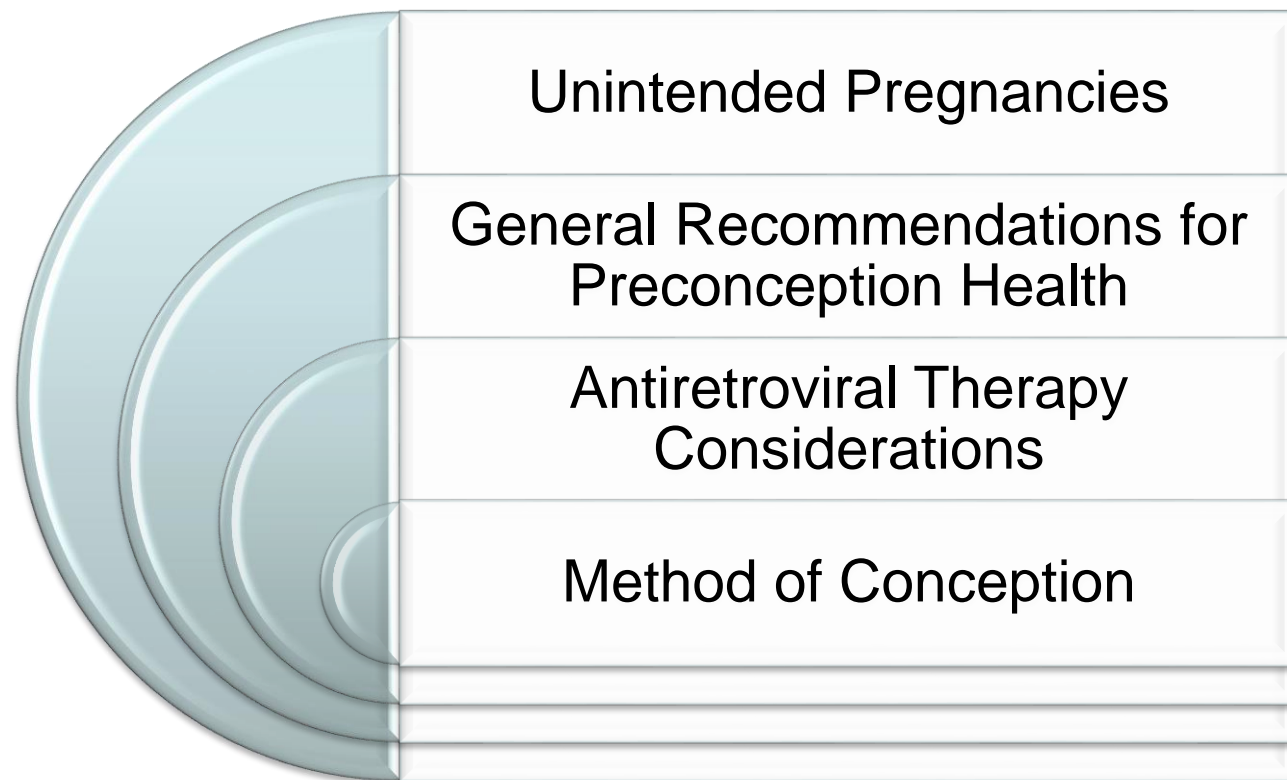 Unintended Pregnancies
General Recommendations for
Preconception Health
Antiretroviral Therapy
Considerations
Method of Conception